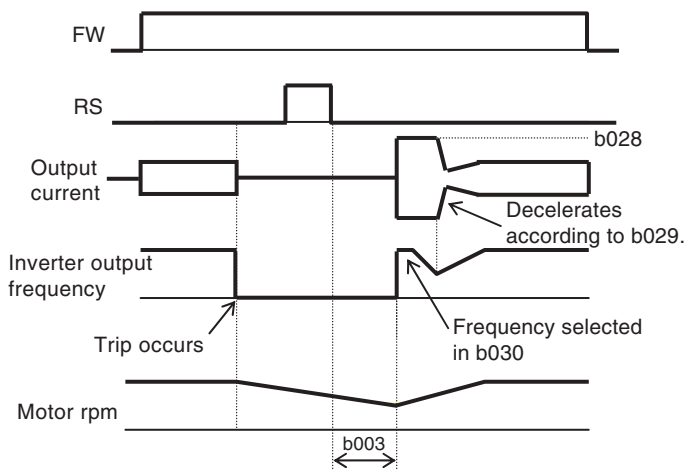 FW
RS
b028
Output
current
Decelerates
according to b029.
Inverter output
frequency
Trip occurs
Frequency selected
in b030
Motor rpm
b003